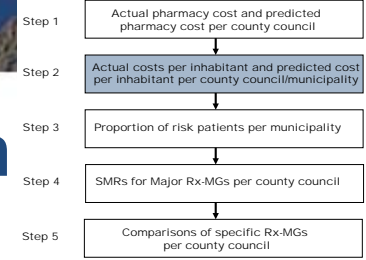 Step 1
Actual pharmacy cost and predicted
pharmacy cost per county council
Step 2
Actual costs per inhabitant and predicted cost
per inhabitant per county council/municipality
Step 3
Proportion of risk patients per municipality
Step 4
SMRs for Major Rx-MGs per county council
Step 5
Comparisons of specific Rx-MGs
per county council